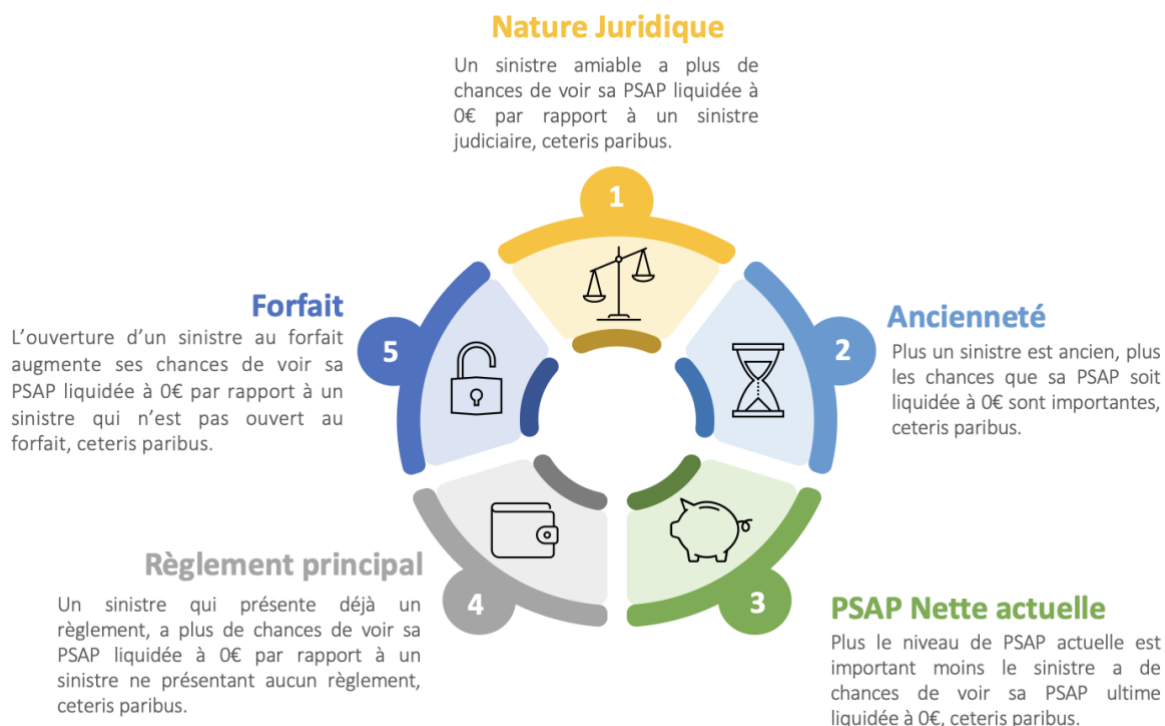 Nature Juridique
Un sinistre amiable a plus de
chances de voir sa PSAP liquidée à
0€ par rapport à un sinistre
judiciaire, ceteris paribus.
1
Ancienneté
2
Plus un sinistre est ancien, plus
les chances que sa PSAP soit
liquidée à 0€ sont importantes,
ceteris paribus.
PSAP Nette actuelle
3
Plus le niveau de PSAP actuelle est
important moins le sinistre a de
chances de voir sa PSAP ultime
liquidée à 0€, ceteris paribus.
Règlement principal
4
Un sinistre qui présente déjà un
règlement, a plus de chances de voir sa
PSAP liquidée à 0€ par rapport à un
sinistre ne présentant aucun règlement,
ceteris paribus.
Forfait
5
L’ouverture d’un sinistre au forfait
augmente ses chances de voir sa
PSAP liquidée à 0€ par rapport à un
sinistre qui n’est pas ouvert au
forfait, ceteris paribus.